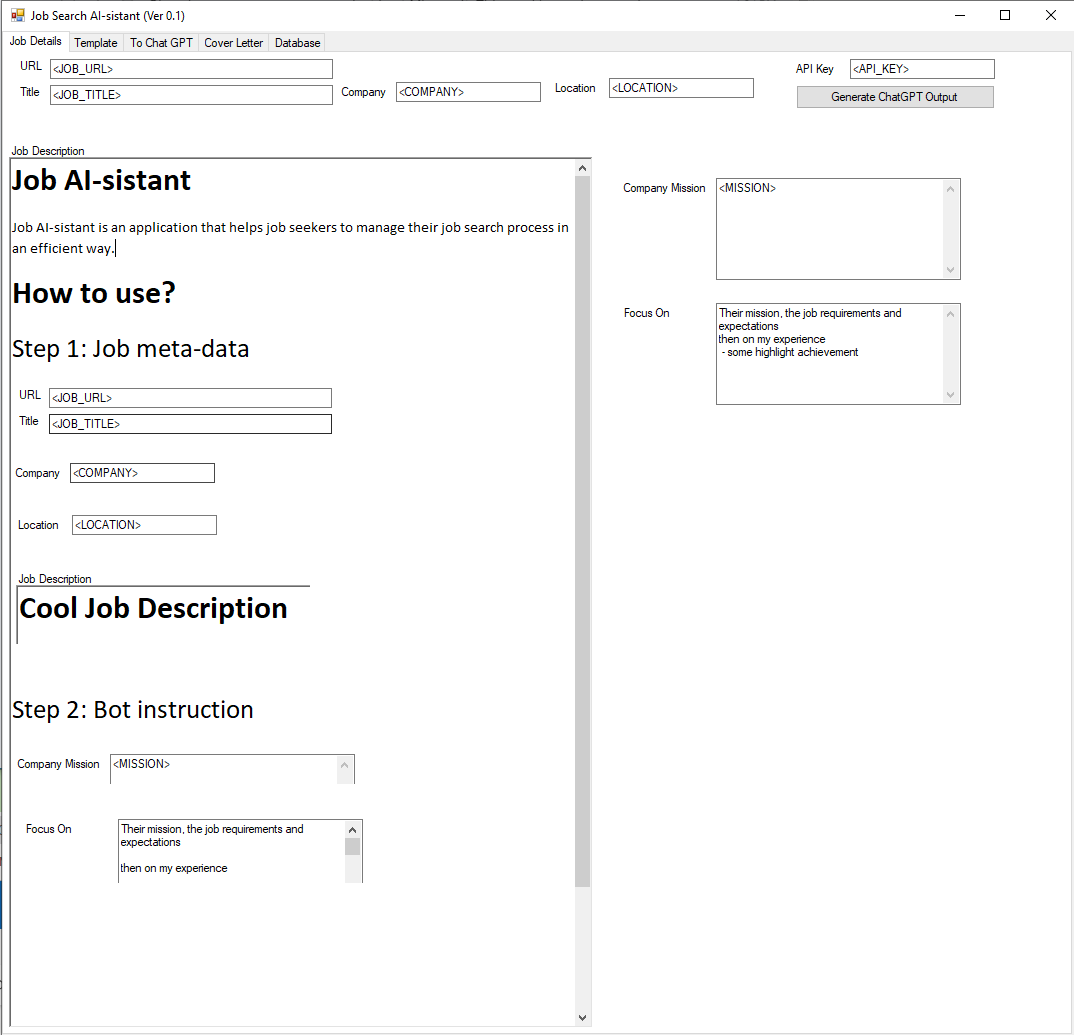 Job Search AI-sistant (Ver 0.1)
Job Details Template To Chat GPT Cover Letter Database
URL <JOB_URL> API Key <API_KEY>
Title <JOB_TITLE> Company <COMPANY> Location <LOCATION> Generate ChatGPT Output
Job Description
Job AI-sistant
Job AI-sistant is an application that helps job seekers to manage their job search process in
an efficient way.
How to use?
Step 1: Job meta-data
URL <JOB_URL>
Title <JOB_TITLE>
Company <COMPANY>
Location <LOCATION>
Job Description
Cool Job Description
Step 2: Bot instruction
Company Mission <MISSION>
Focus On Their mission, the job requirements and
expectations
then on my experience
Company Mission <MISSION>
Focus On Their mission, the job requirements and
expectations
then on my experience
- some highlight achievement